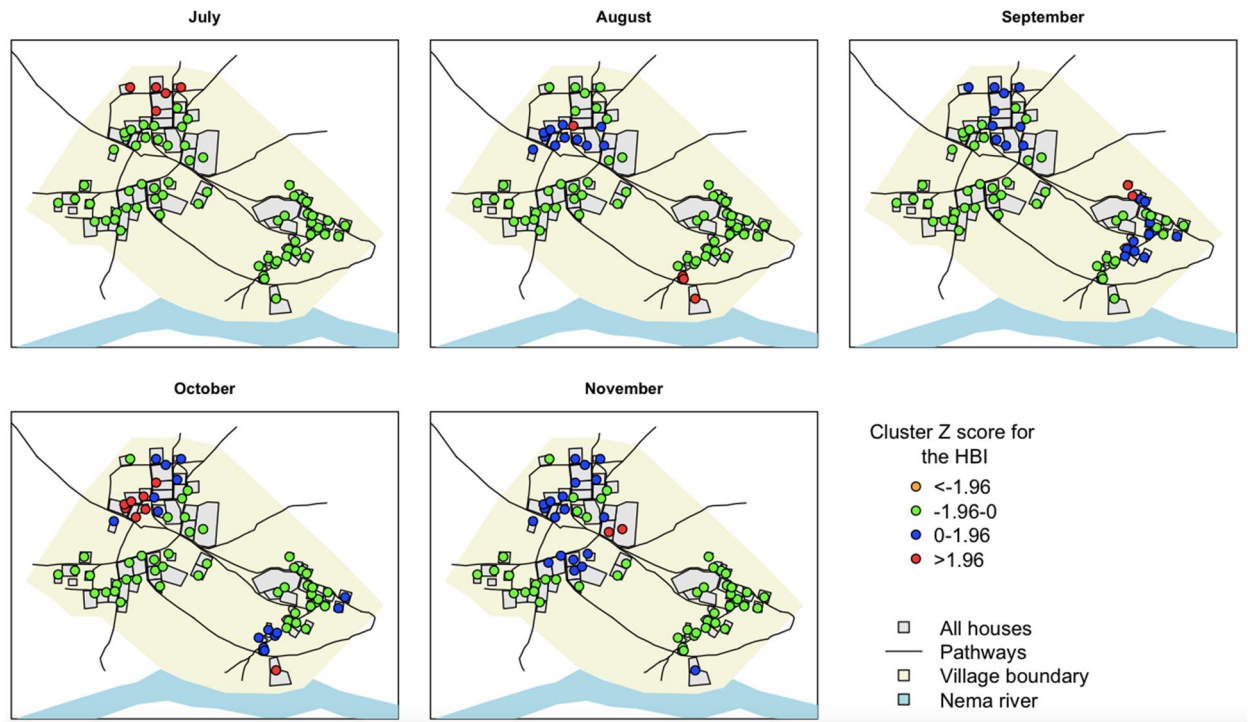 July
August
September
October
November
Cluster Z score for
the HBI
<-1.96
-1.96-0
0-1.96
>1.96
All houses
Pathways
Village boundary
Nema river